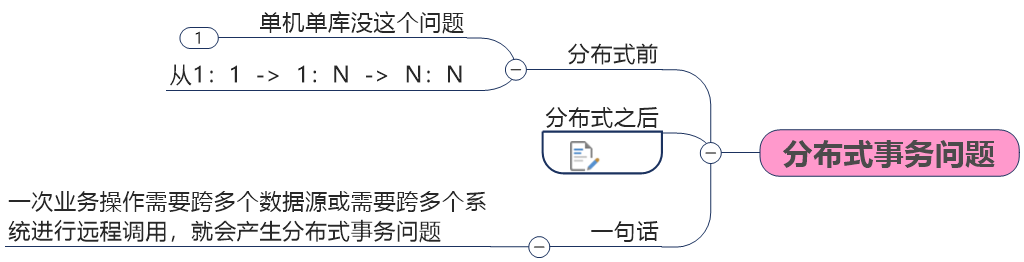 分布式事务问题
分布式前
单机单库没这个问题
1
从1：1 -> 1：N -> N：N
分布式之后
一句话
一次业务操作需要跨多个数据源或需要跨多个系
统进行远程调用，就会产生分布式事务问题